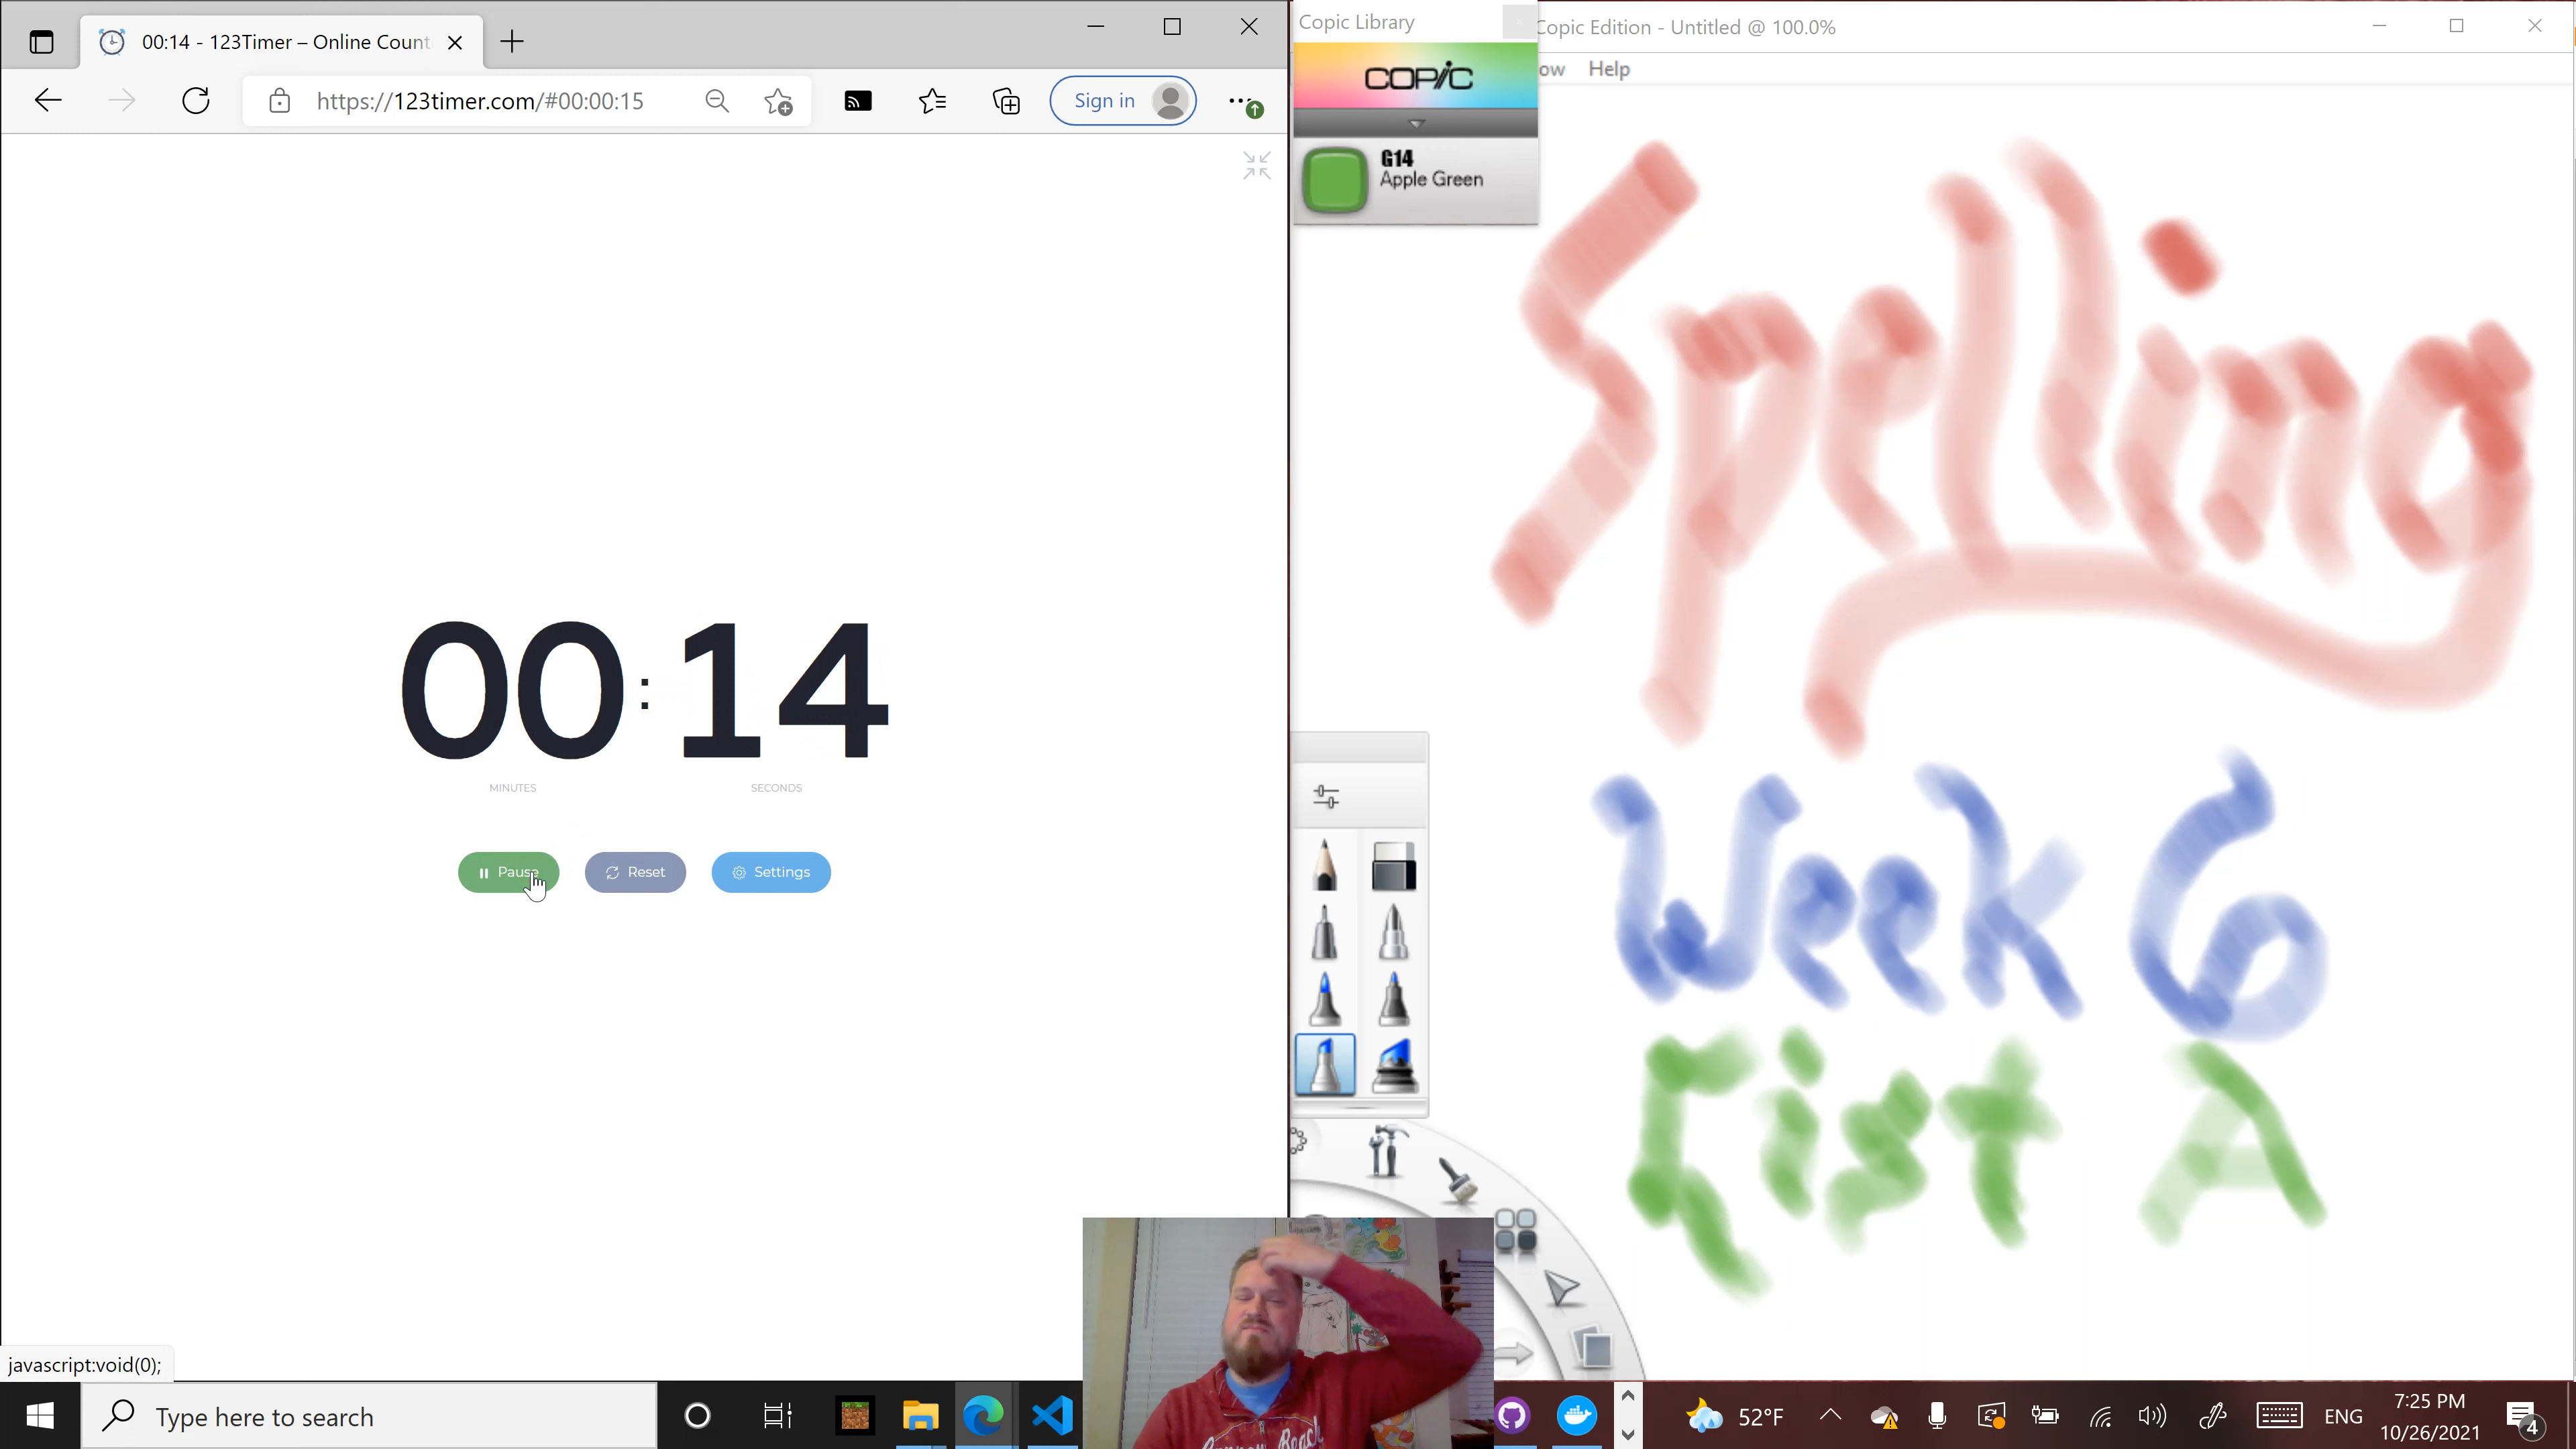 00:14 - 123Timer – Online Count
https://123timer.com/#00:00:15
Sign in
00:14
MINUTES
SECONDS
Pause
Reset
Settings
javascript:void(0);
Copic Library
Copic Edition - Untitled @ 100.0%
ow Help
COPIC
G14
Apple Green
Spelling
Week 6
List A
Type here to search
52°F
ENG
7:25 PM
10/26/2021
4